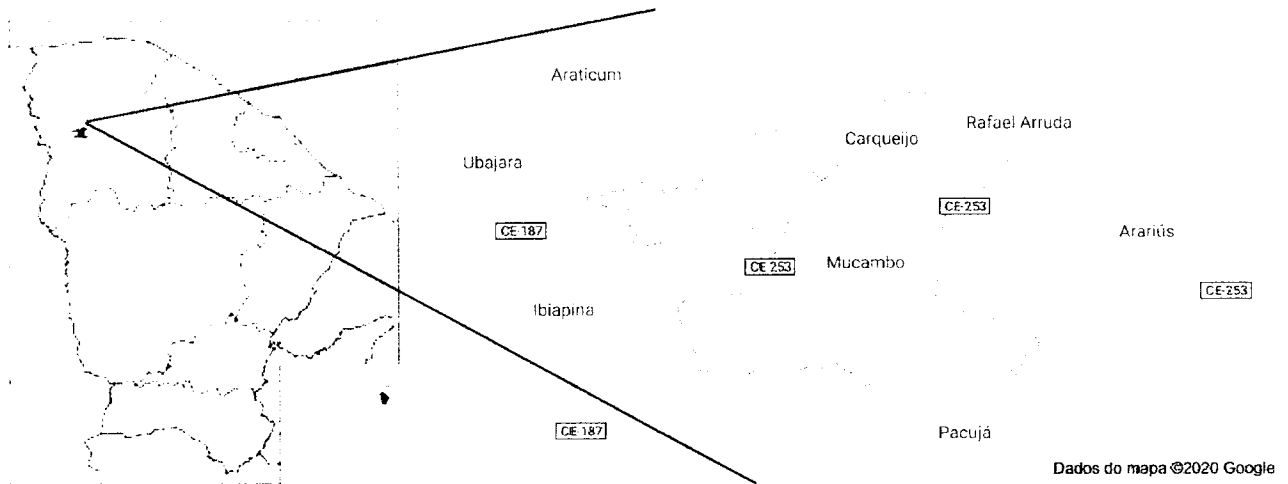 Araticum
Rafael Arruda
Carqueijo
Ubajara
CE-253
CE-187
Arariús
Mucambo
CE 253
CE-253
Ibiapina
CE-187
Pacujá
Dados do mapa ©2020 Google